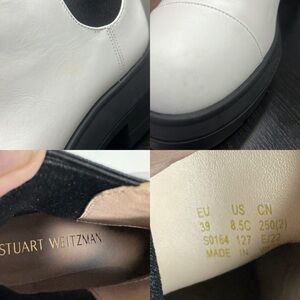 STUART WEITZMAN
EU US CN
39 8.5C 250(2)
S0164 127 E/22
MADE IN